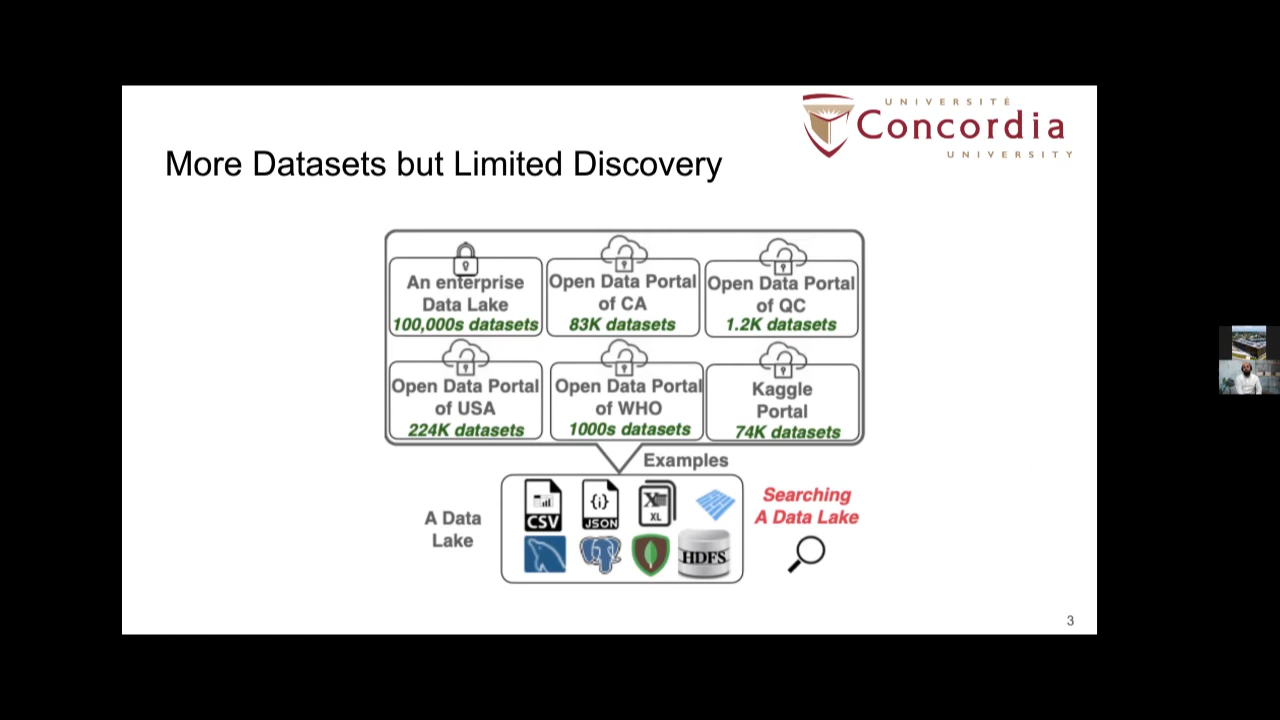 UNIVERSITÉ
Concordia
UNIVERSITY
More Datasets but Limited Discovery
An enterprise
Data Lake
100,000s datasets
Open Data Portal
of CA
83K datasets
Open Data Portal
of QC
1.2K datasets
Open Data Portal
of USA
224K datasets
Open Data Portal
of WHO
1000s datasets
Kaggle
Portal
74K datasets
Examples
A Data
Lake
CSV
{i}
JSON
X
XL
HDFS
Searching
A Data Lake
3